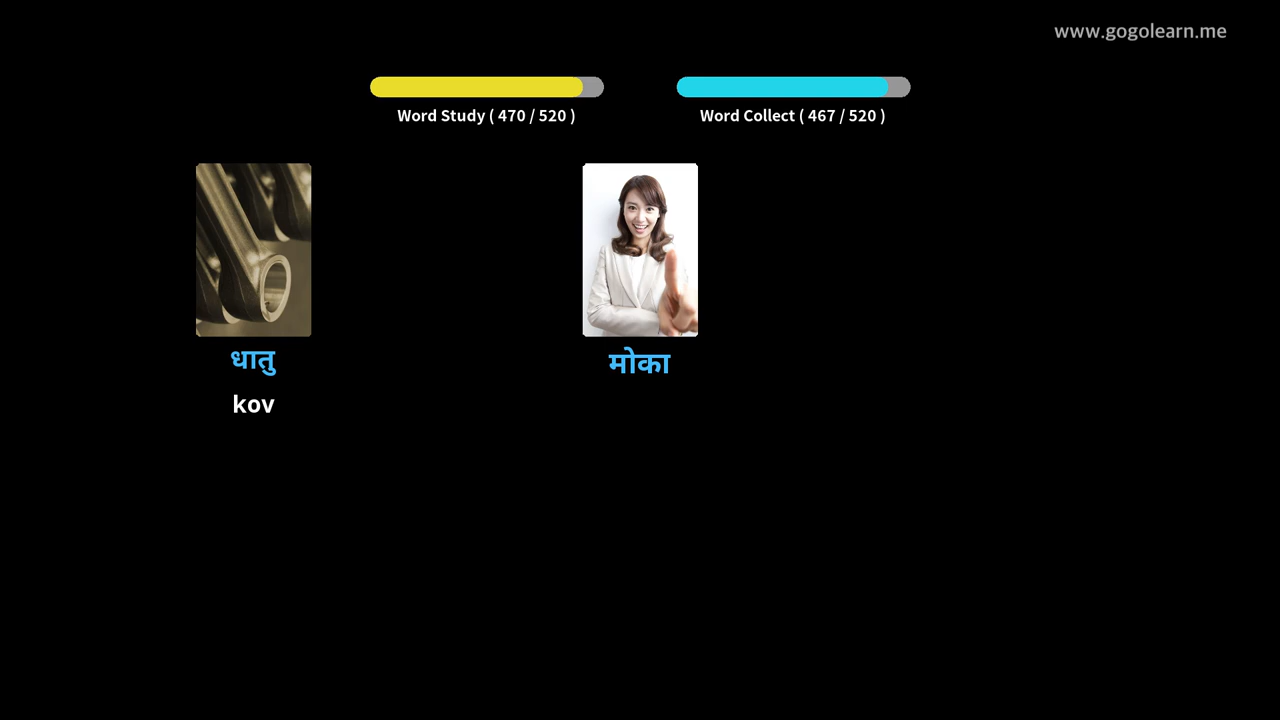 www.gogolearn.me
Word Study ( 470 / 520 )
Word Collect ( 467 / 520 )
धातु
kov
मोका